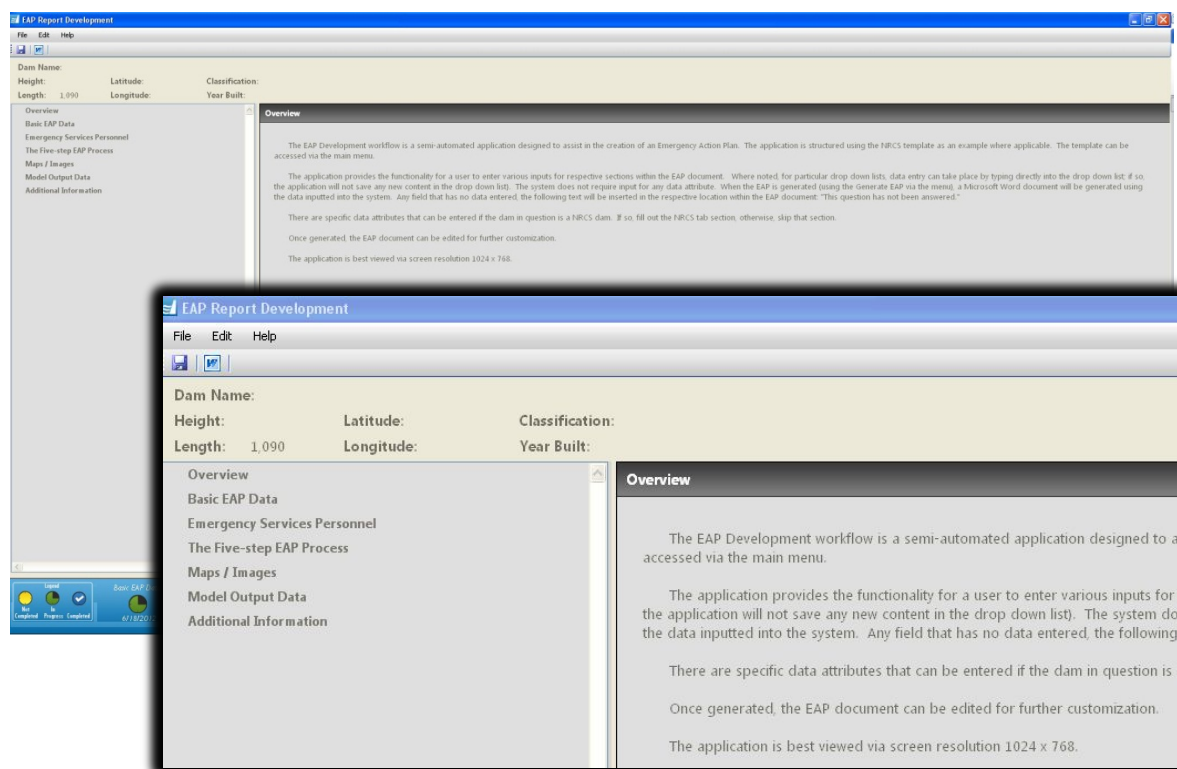 EAP Report Development
File Edit Help
Dam Name:
Height: Latitude: Classification:
Length: 1,090 Longitude: Year Built:
Overview
Basic EAP Data
Emergency Services Personnel
The Five-step EAP Process
Maps / Images
Model Output Data
Additional Information
Overview
The EAP Development workflow is a semi-automated application designed to assist in the creation of an Emergency Action Plan. The application is structured using the NRCS template as an example where applicable. The template can be
accessed via the main menu.
The application provides the functionality for a user to enter various inputs for respective sections within the EAP document. Where noted, for particular drop down lists, data entry can take place by typing directly into the drop down list; if so,
the application will not save any new content in the drop down list). The system does not require input for any data attribute. When the EAP is generated (using the Generate EAP via the menu), a Microsoft Word document will be generated using
the data inputted into the system. Any field that has no data entered, the following text will be inserted in the respective location within the EAP document: "This question has not been answered."
There are specific data attributes that can be entered if the dam in question is a NRCS dam. If so, fill out the NRCS tab section, otherwise, skip that section.
Once generated, the EAP document can be edited for further customization.
The application is best viewed via screen resolution 1024 x 768.
Legend
Not Completed
In Progress
Completed
Basic EAP D
6/18/20
EAP Report Development
File Edit Help
Dam Name:
Height: Latitude: Classification:
Length: 1,090 Longitude: Year Built:
Overview
Basic EAP Data
Emergency Services Personnel
The Five-step EAP Process
Maps / Images
Model Output Data
Additional Information
Overview
The EAP Development workflow is a semi-automated application designed to a
accessed via the main menu.
The application provides the functionality for a user to enter various inputs for
the application will not save any new content in the drop down list). The system do
the data inputted into the system. Any field that has no data entered, the following
There are specific data attributes that can be entered if the dam in question is
Once generated, the EAP document can be edited for further customization.
The application is best viewed via screen resolution 1024 x 768.